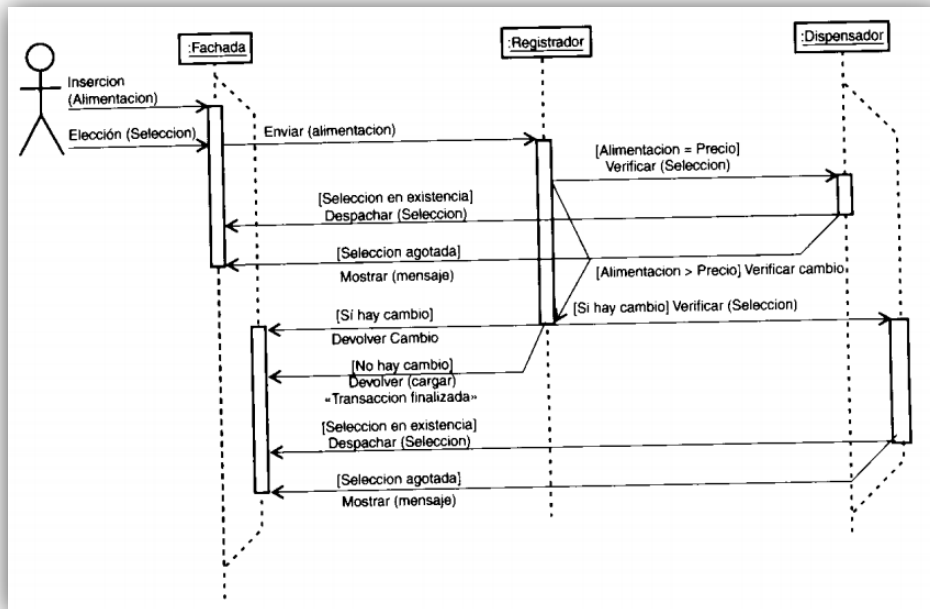 :Fachada
:Registrador
:Dispensador
Insercion
(Alimentacion)
Elección (Seleccion)
Enviar (alimentacion)
[Alimentacion = Precio]
Verificar (Seleccion)
[Seleccion en existencia]
Despachar (Seleccion)
[Seleccion agotada]
Mostrar (mensaje)
[Alimentacion > Precio] Verificar cambio
[Si hay cambio] Verificar (Seleccion)
[Sí hay cambio]
Devolver Cambio
[No hay cambio]
Devolver (cargar)
«Transaccion finalizada»
[Seleccion en existencia]
Despachar (Seleccion)
[Seleccion agotada]
Mostrar (mensaje)